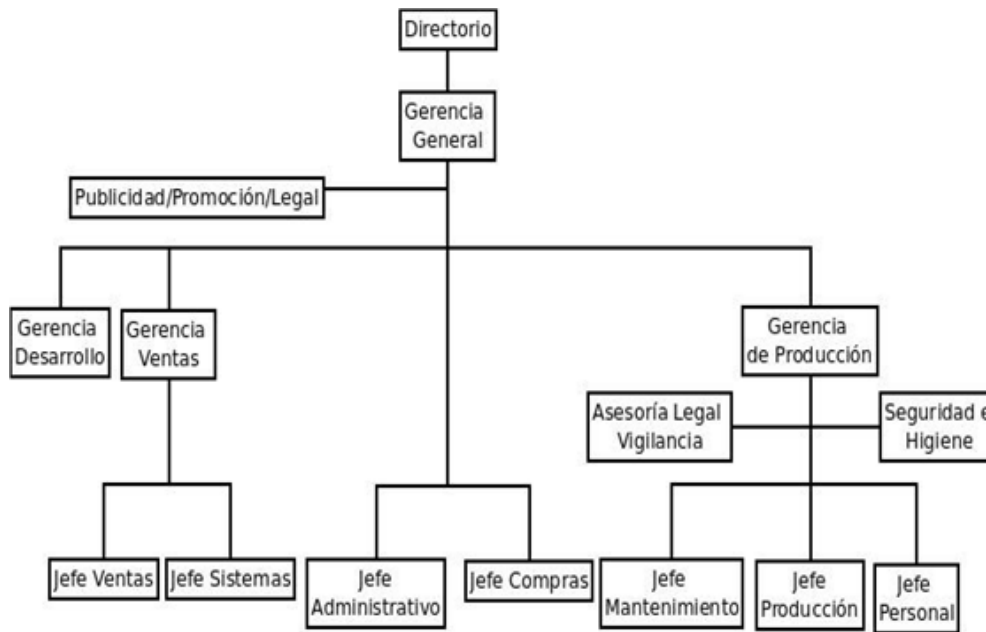 Directorio
Gerencia
General
Publicidad/Promoción/Legal
Gerencia
Desarrollo
Gerencia
Ventas
Gerencia
de Producción
Asesoría Legal
Vigilancia
Seguridad e
Higiene
Jefe Ventas
Jefe Sistemas
Jefe
Administrativo
Jefe Compras
Jefe
Mantenimiento
Jefe
Producción
Jefe
Personal